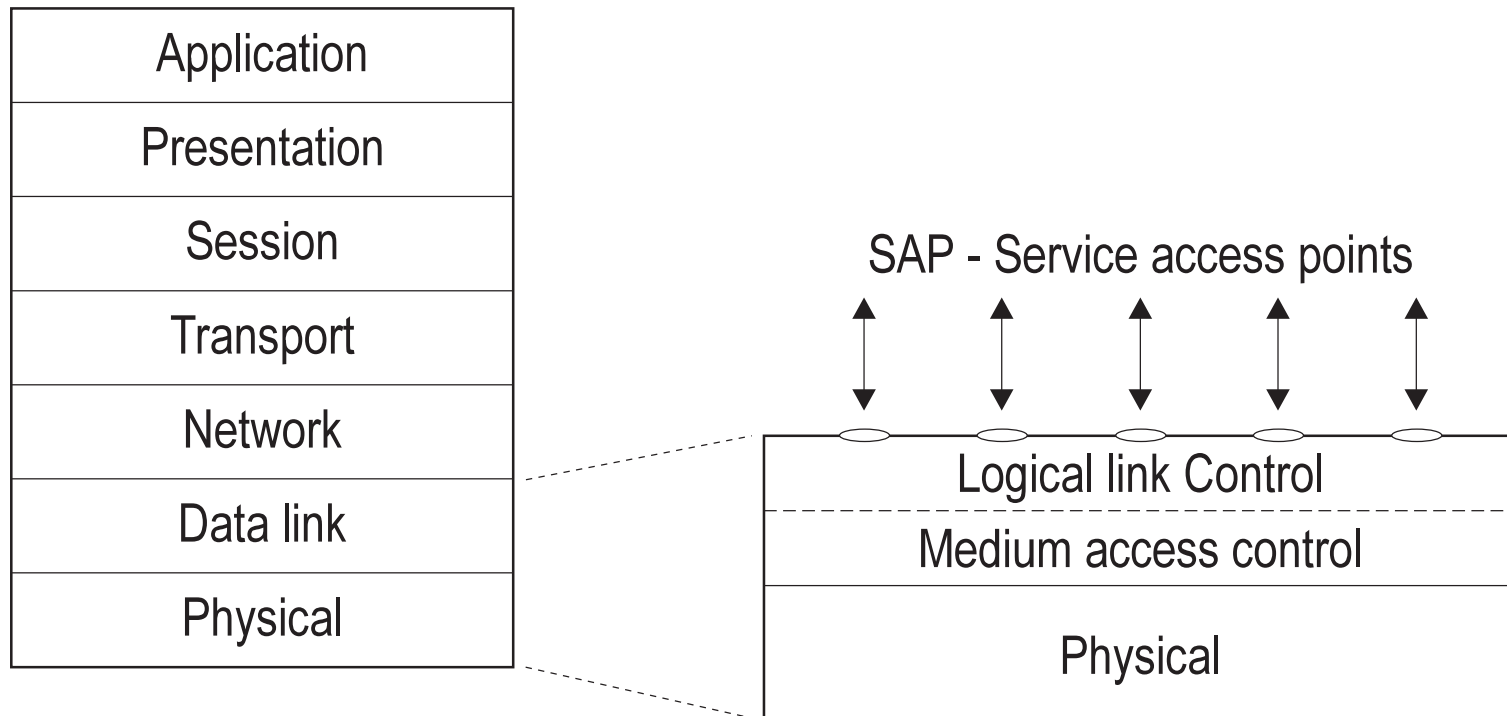 Application
Presentation
Session
Transport
Network
Data link
Physical
SAP - Service access points
Logical link Control
Medium access control
Physical